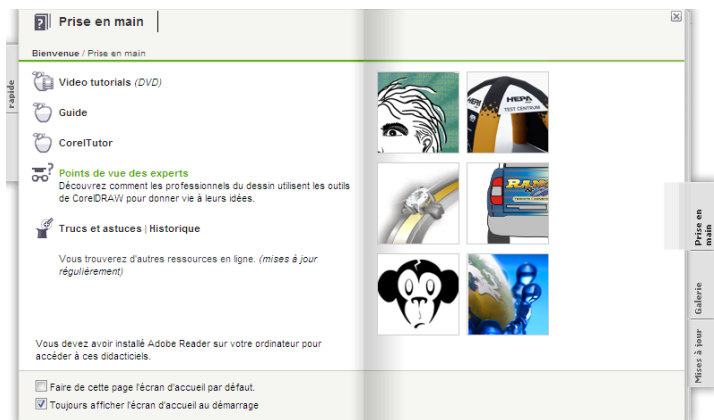 Prise en main
Bienvenue / Prise en main
rapide
Video tutorials (DVD)
Guide
CorelTutor
Points de vue des experts
Découvrez comment les professionnels du dessin utilisent les outils
de CorelDRAW pour donner vie à leurs idées.
Trucs et astuces | Historique
Vous trouverez d'autres ressources en ligne. (mises à jour
régulièrement)
Vous devez avoir installé Adobe Reader sur votre ordinateur pour
accéder à ces didacticiels.
Faire de cette page l'écran d'accueil par défaut.
Toujours afficher l'écran d'accueil au démarrage
HEPA
TEST CENTRUM
HEPA
Prise en
main
Galerie
Mises à jour